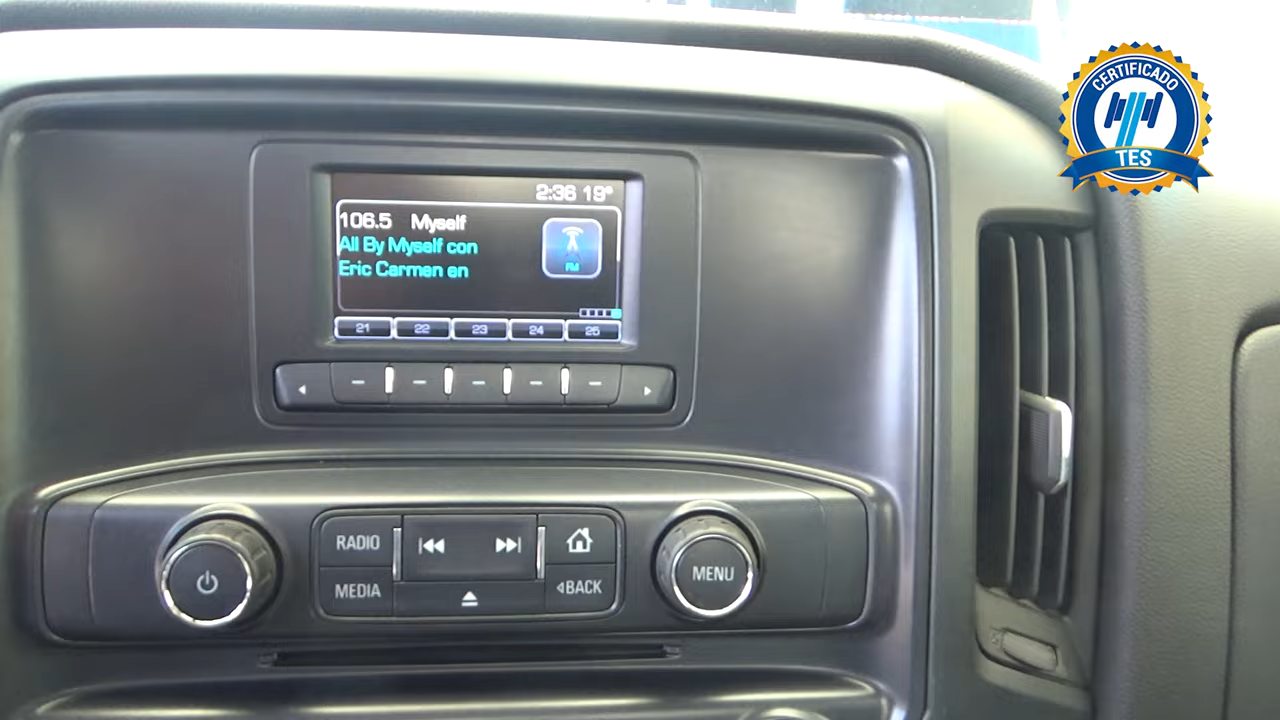 CERTIFICADO
TES
2:36 19°
106.5 Myself
All By Myself con
Eric Carmen en
FM
21 22 23 24 25
RADIO
MEDIA
BACK
MENU